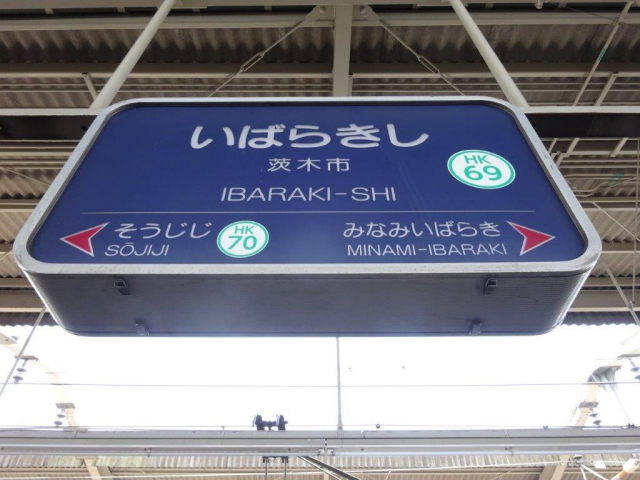 いばらきし
茨木市
IBARAKI-SHI
HK
69
そうじじ
SŌJIJI
HK
70
みなみいばらき
MINAMI-IBARAKI